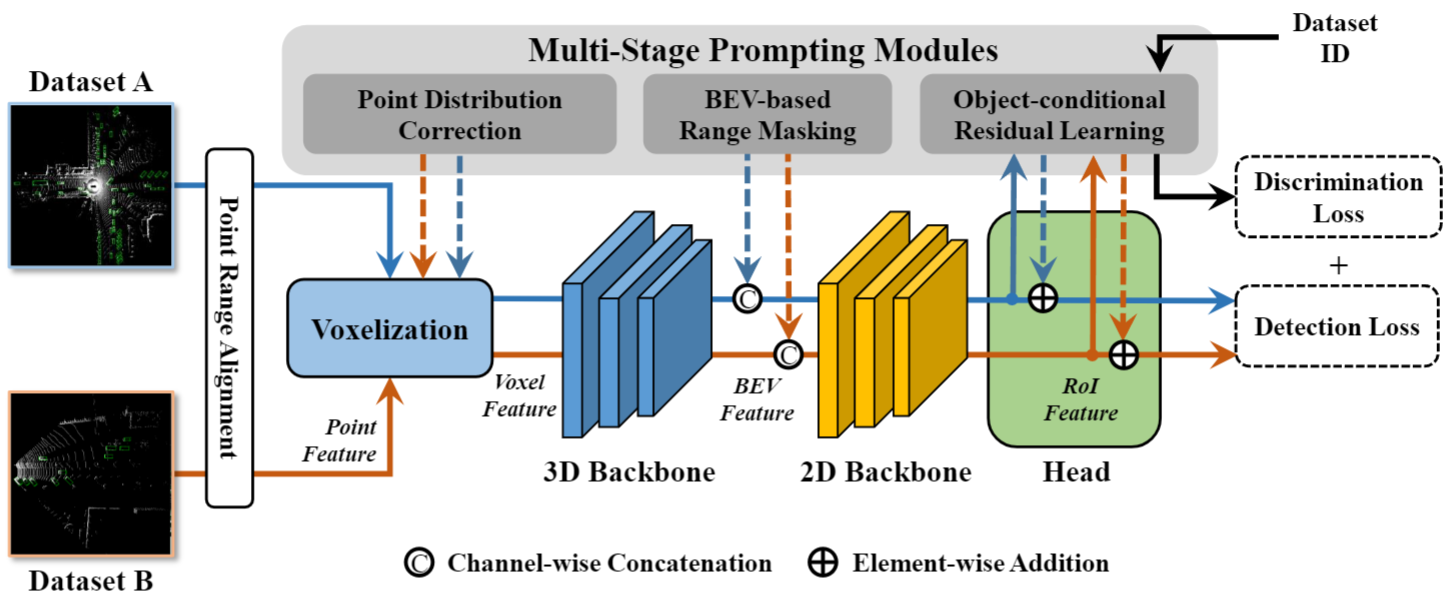 Multi-Stage Prompting Modules
Dataset
ID
Dataset A
Point Distribution
Correction
BEV-based
Range Masking
Object-conditional
Residual Learning
Point Range Alignment
Discrimination
Loss
+
Detection Loss
Voxelization
Voxel
Feature
BEV
Feature
RoI
Feature
Point
Feature
C
C
3D Backbone
2D Backbone
Head
C Channel-wise Concatenation
Element-wise Addition
Dataset B